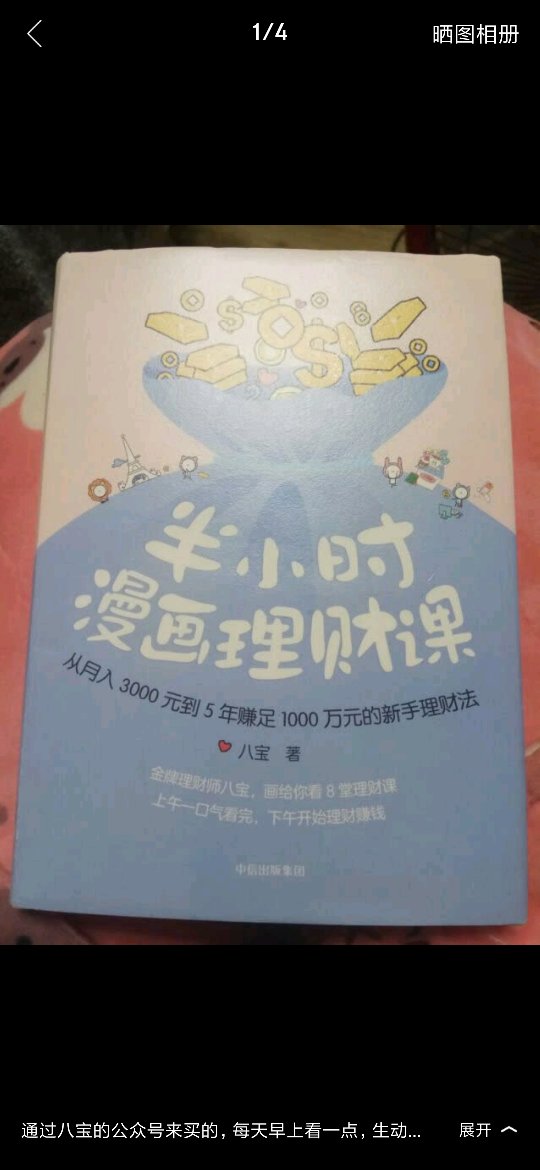 1/4
晒图相册
半小时
漫画理财课
从月入 3000 元到 5 年赚足 1000 万元的新手理财法
八宝 著
金牌理财师八宝，画给你看 8 堂理财课
上午一口气看完，下午开始理财赚钱
中信出版集团
通过八宝的公众号来买的，每天早上看一点，生动...
展开